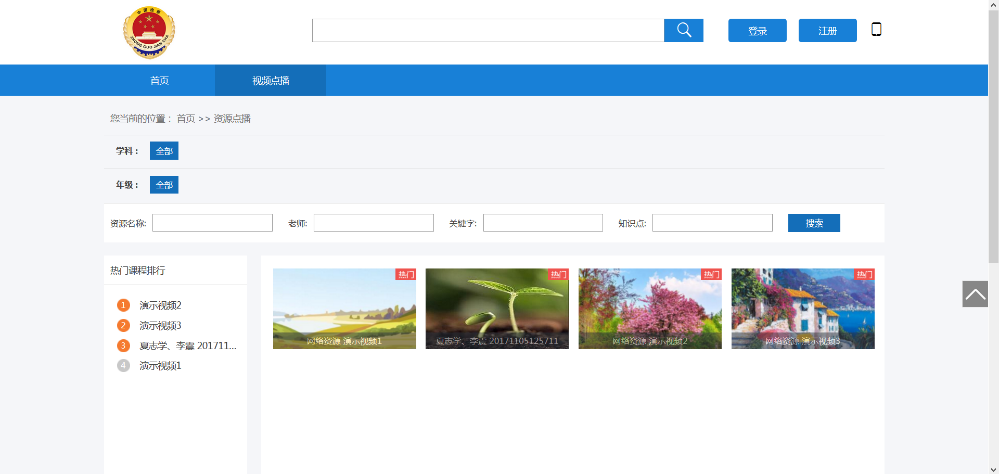 登录
注册
首页
视频点播
您当前的位置： 首页 >> 资源点播
学科： 全部
年级： 全部
资源名称:
老师:
关键字:
知识点:
搜索
热门课程排行
1 演示视频2
2 演示视频3
3 夏志学、李震 201711...
4 演示视频1
热门
网络资源 演示视频1
热门
夏志学、李震 20171105125711
热门
网络资源 演示视频2
热门
网络资源 演示视频3